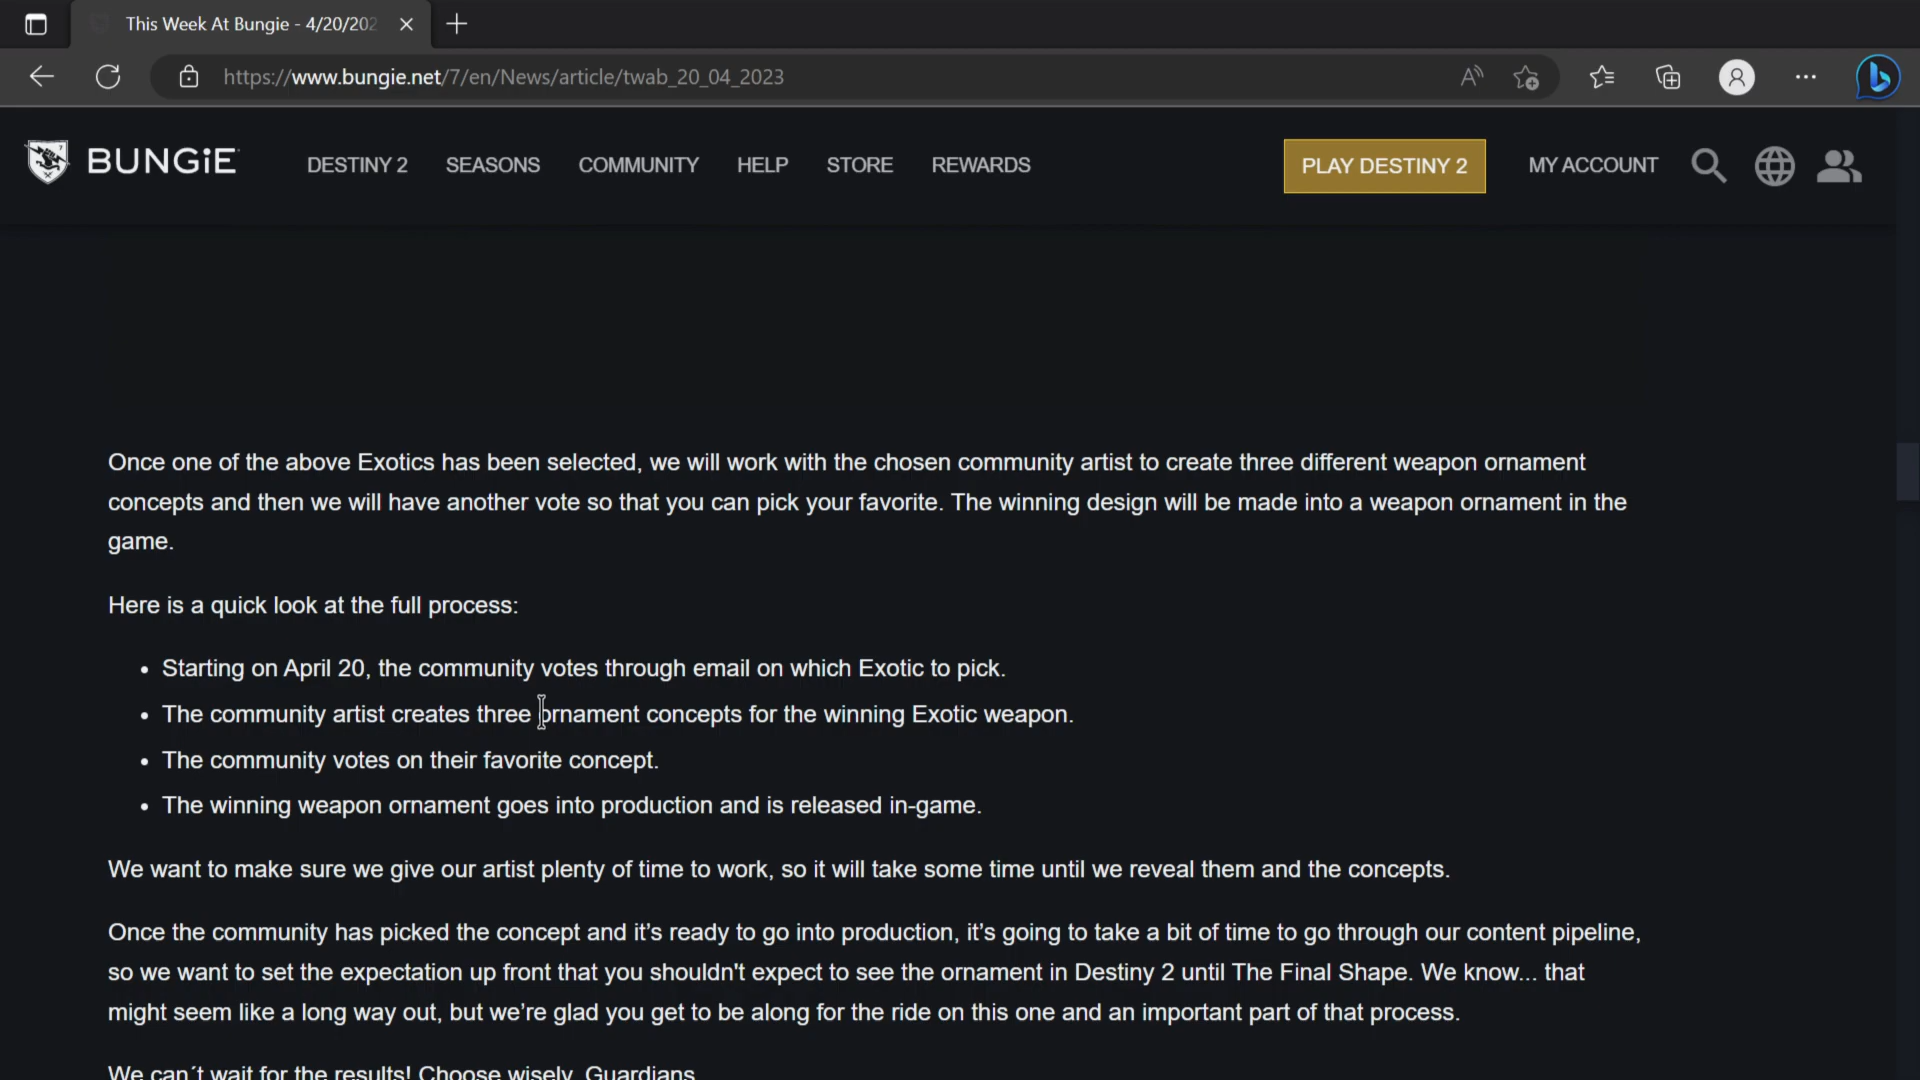 This Week At Bungie - 4/20/202
https://www.bungie.net/7/en/News/article/twab_20_04_2023
BUNGiE
DESTINY 2
SEASONS
COMMUNITY
HELP
STORE
REWARDS
PLAY DESTINY 2
MY ACCOUNT
Once one of the above Exotics has been selected, we will work with the chosen community artist to create three different weapon ornament
concepts and then we will have another vote so that you can pick your favorite. The winning design will be made into a weapon ornament in the
game.
Here is a quick look at the full process:
• Starting on April 20, the community votes through email on which Exotic to pick.
• The community artist creates three ornament concepts for the winning Exotic weapon.
• The community votes on their favorite concept.
• The winning weapon ornament goes into production and is released in-game.
We want to make sure we give our artist plenty of time to work, so it will take some time until we reveal them and the concepts.
Once the community has picked the concept and it’s ready to go into production, it’s going to take a bit of time to go through our content pipeline,
so we want to set the expectation up front that you shouldn't expect to see the ornament in Destiny 2 until The Final Shape. We know... that
might seem like a long way out, but we’re glad you get to be along for the ride on this one and an important part of that process.
We can´t wait for the results! Choose wisely, Guardians